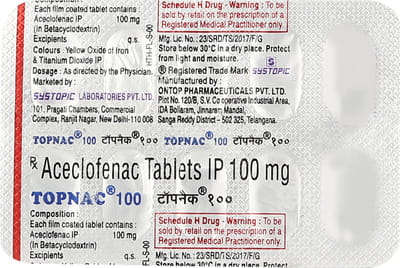 Composition :
Each film coated tablet contains :
Aceclofenac IP 100 mg
(In Betacyclodextrin)
Excipients q.s.
Colours : Yellow Oxide of Iron
& Titanium Dioxide IP
Dosage : As directed by the Physician.
Marketed by :
SYSTOPIC LABORATORIES PVT. LTD.
101, Pragati Chambers, Commercial
Complex, Ranjit Nagar, New Delhi-110 008
HTH-FL-S-00
Schedule H Drug - Warning : To be
sold by retail on the prescription of a
Registered Medical Practitioner only.
Mfg. Lic. No.: 23/SRD/TS/2017/F/G
Store below 30°C in a dry place. Protect
from light and moisture.
® Registered Trade Mark SYSTOPIC
Manufactured by :
ONTOP PHARMACEUTICALS PVT. LTD.
Plot No. 120/B, S.V. Co operative Industrial Area,
IDA Bollaram, Jinnaram Mandal,
Sanga Reddy District - 502 325, Telangana.
TOPNAC® 100 टॉपनैक® १०० TOPNAC® 100 टॉपनैक® १००
℞ Aceclofenac Tablets IP 100 mg
TOPNAC® 100 टॉपनैक® १००
Composition :
Each film coated tablet contains :
Aceclofenac IP 100 mg
(In Betacyclodextrin)
Excipients q.s.
S-00
Schedule H Drug - Warning : To be
sold by retail on the prescription of a
Registered Medical Practitioner only.
Mfg. Lic. No.: 23/SRD/TS/2017/F/G
Store below 30°C in a dry place. Protect